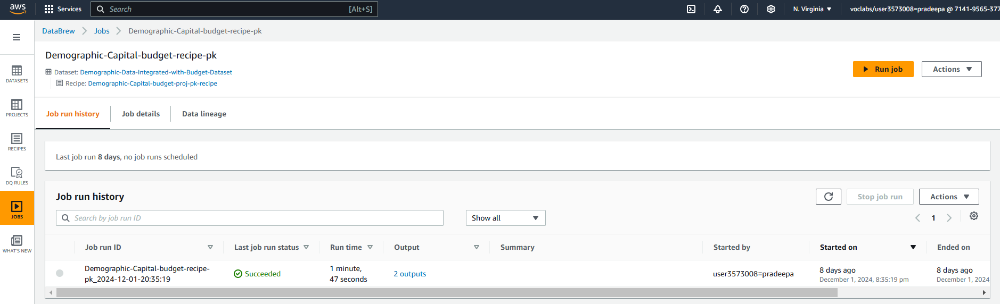 aws
Services
Search
[Alt+S]
N. Virginia
voclabs/user3573008=pradeepa @ 7141-9565-377
DataBrew
Jobs
Demographic-Capital-budget-recipe-pk
Demographic-Capital-budget-recipe-pk
Dataset: Demographic-Data-Integrated-with-Budget-Dataset
Recipe: Demographic-Capital-budget-proj-pk-recipe
Run job
Actions
DATASETS
PROJECTS
RECIPES
DQ RULES
JOBS
WHAT'S NEW
Job run history
Job details
Data lineage
Last job run 8 days, no job runs scheduled
Job run history
Stop job run
Actions
Search by job run ID
Show all
1
Job run ID
Last job run status
Run time
Output
Summary
Started by
Started on
Ended on
Demographic-Capital-budget-recipe-
pk_2024-12-01-20:35:19
Succeeded
1 minute,
47 seconds
2 outputs
user3573008=pradeepa
8 days ago
December 1, 2024, 8:35:19 pm
8 days ago
December 1, 2024